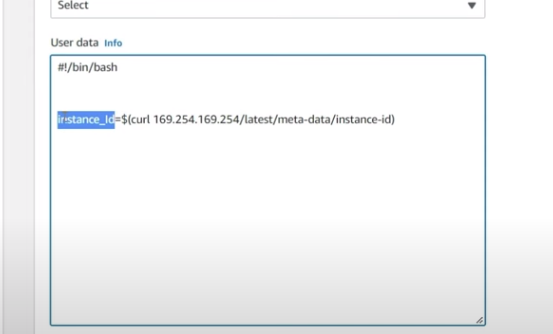 Select
User data Info
#!/bin/bash
instance_Id=$(curl 169.254.169.254/latest/meta-data/instance-id)